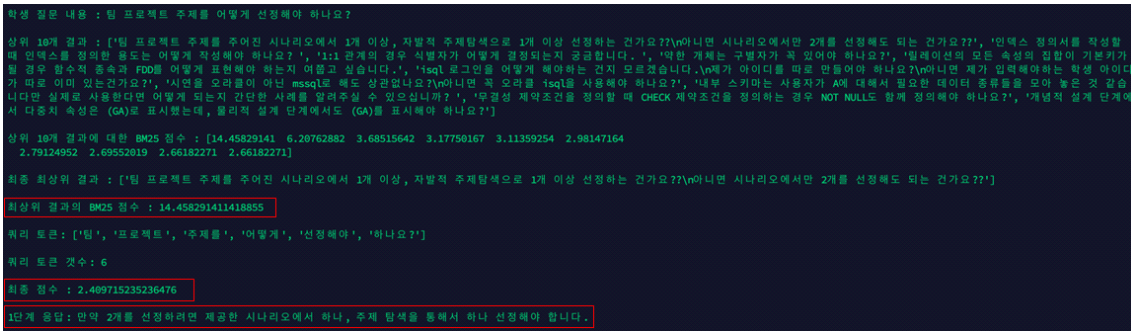 학생 질문 내용 : 팀 프로젝트 주제를 어떻게 선정해야 하나요?
상위 10개 결과 : ['팀 프로젝트 주제를 주어진 시나리오에서 1개 이상, 자발적 주제탐색으로 1개 이상 선정하는 건가요??\n아니면 시나리오에서만 2개를 선정해도 되는 건가요??', '인덱스 정의서를 작성할
때 인덱스를 정의한 용도는 어떻게 작성해야 하나요? ', '1:1 관계의 경우 식별자가 어떻게 결정되는지 궁금합니다. ', '약한 개체는 구별자가 꼭 있어야 하나요?', '릴레이션의 모든 속성의 집합이 기본키가
될 경우 함수적 종속과 FDD를 어떻게 표현해야 하는지 여쭙고 싶습니다.', 'isql 로그인을 어떻게 해야하는 건지 모르겠습니다.\n제가 아이디를 따로 만들어야 하나요?\n아니면 제가 입력해야하는 학생 아이디
가 따로 이미 있는건가요?', '시연을 오라클이 아닌 mssql로 해도 상관없나요?\n아니면 꼭 오라클 isql을 사용해야 하나요?', '내부 스키마는 사용자가 A에 대해서 필요한 데이터 종류들을 모아 놓은 것 같습
니다만 실제로 사용한다면 어떻게 되는지 간단한 사례를 알려주실 수 있으십니까? ', '무결성 제약조건을 정의할 때 CHECK 제약조건을 정의하는 경우 NOT NULL도 함께 정의해야 하나요?', '개념적 설계 단계에
서 다중치 속성은 (GA)로 표시했는데, 물리적 설계 단계에서도 (GA)를 표시해야 하나요?']
상위 10개 결과에 대한 BM25 점수 : [14.45829141 6.20762882 3.68515642 3.17750167 3.11359254 2.98147164
2.79124952 2.69552019 2.66182271 2.66182271]
최종 최상위 결과 : ['팀 프로젝트 주제를 주어진 시나리오에서 1개 이상, 자발적 주제탐색으로 1개 이상 선정하는 건가요??\n아니면 시나리오에서만 2개를 선정해도 되는 건가요??']
최상위 결과의 BM25 점수 : 14.458291411418855
쿼리 토큰: ['팀', '프로젝트', '주제를', '어떻게', '선정해야', '하나요?']
쿼리 토큰 갯수: 6
최종 점수 : 2.409715235236476
1단계 응답: 만약 2개를 선정하려면 제공한 시나리오에서 하나, 주제 탐색을 통해서 하나 선정해야 합니다.